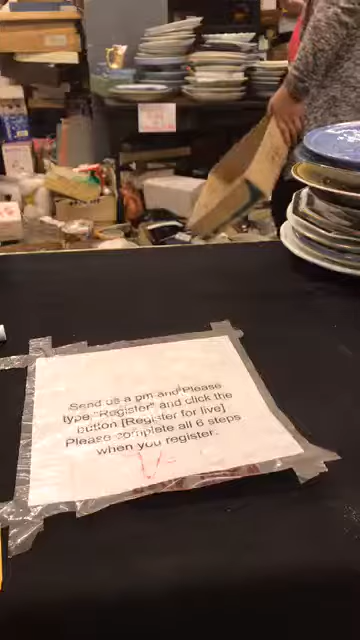 Send us a pm and Please
type "Register" and click the
button [Register for live]
Please complete all 6 steps
when you register.